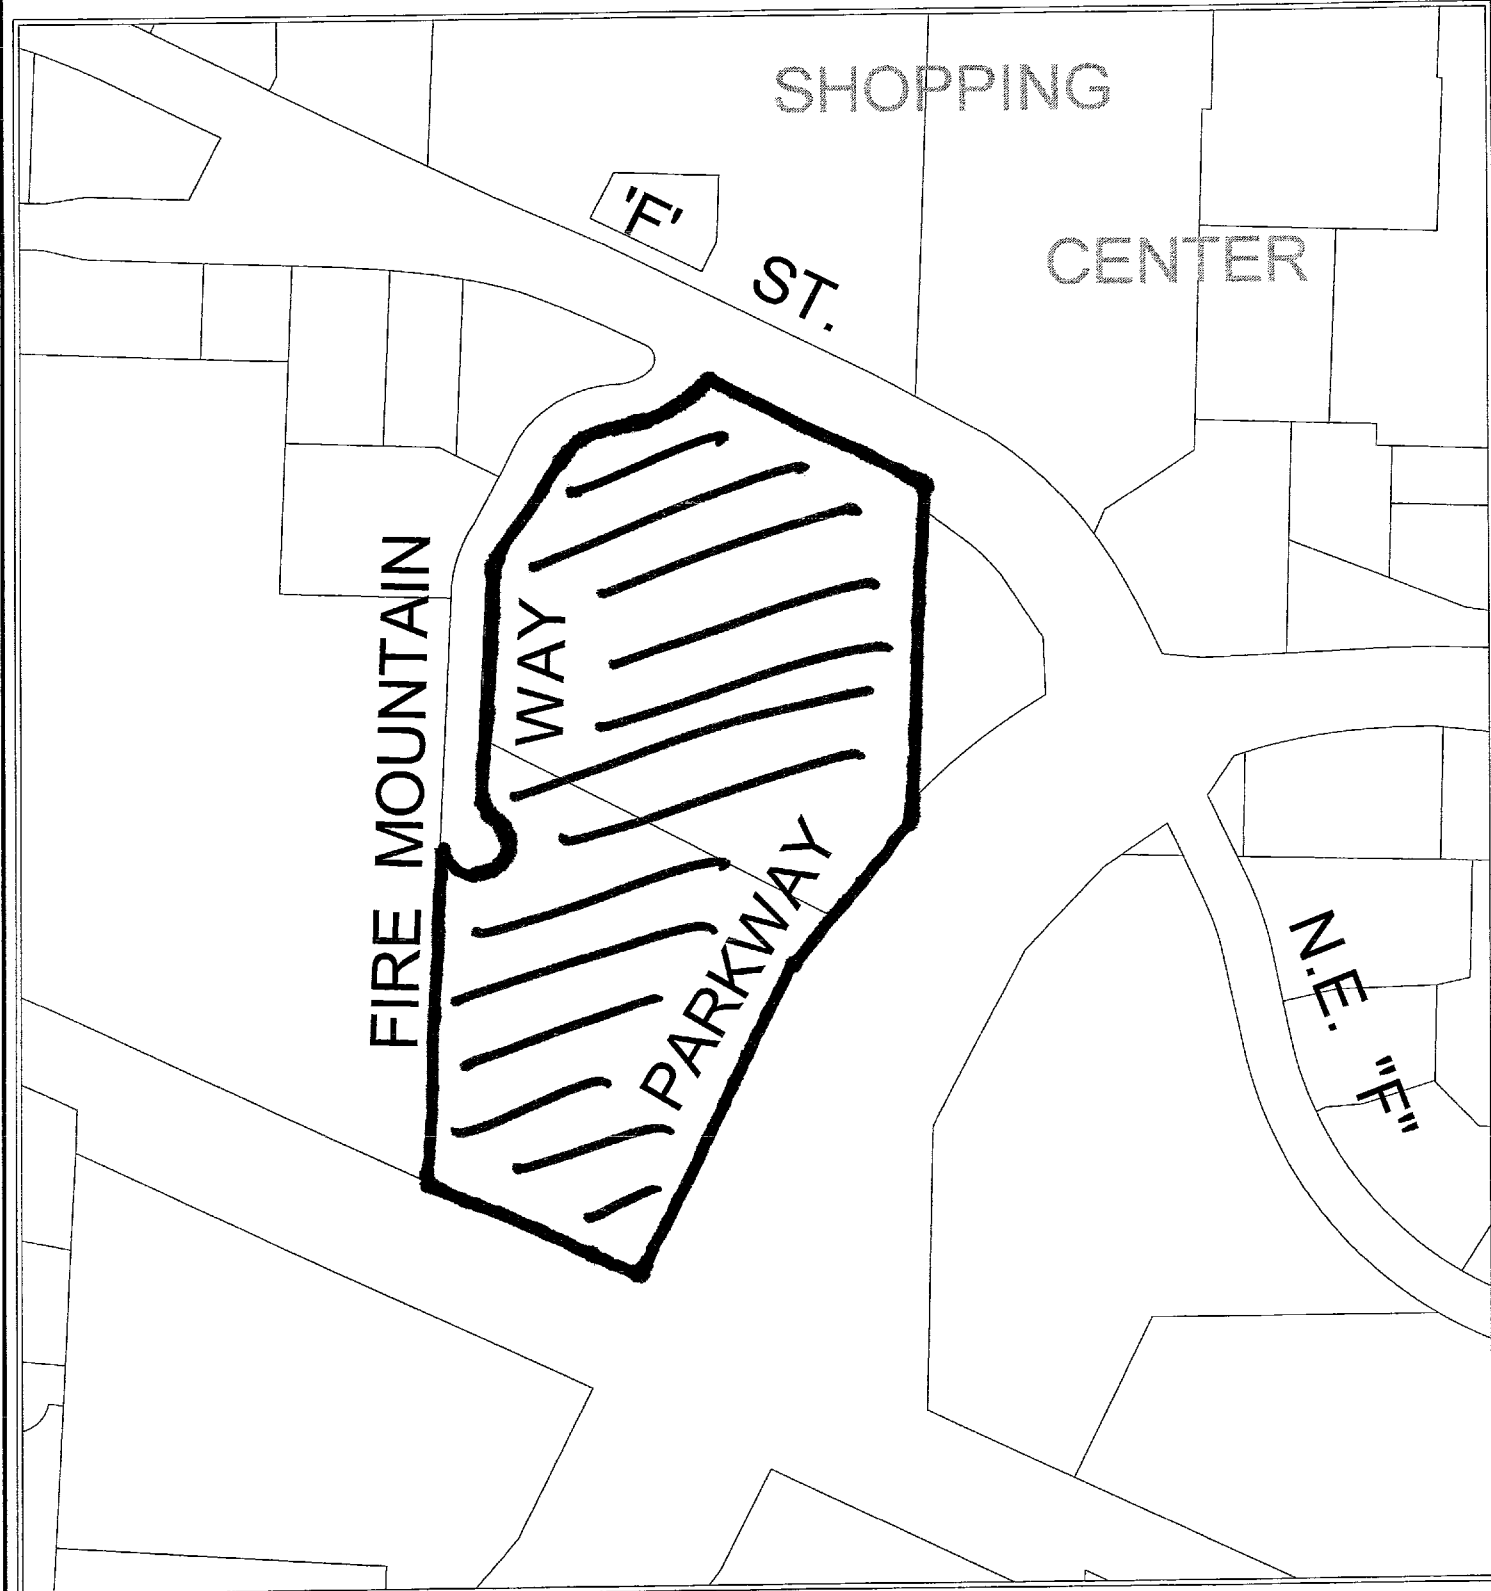 SHOPPING
'F'
ST.
CENTER
FIRE MOUNTAIN
WAY
PARKWAY
N.E. "F"